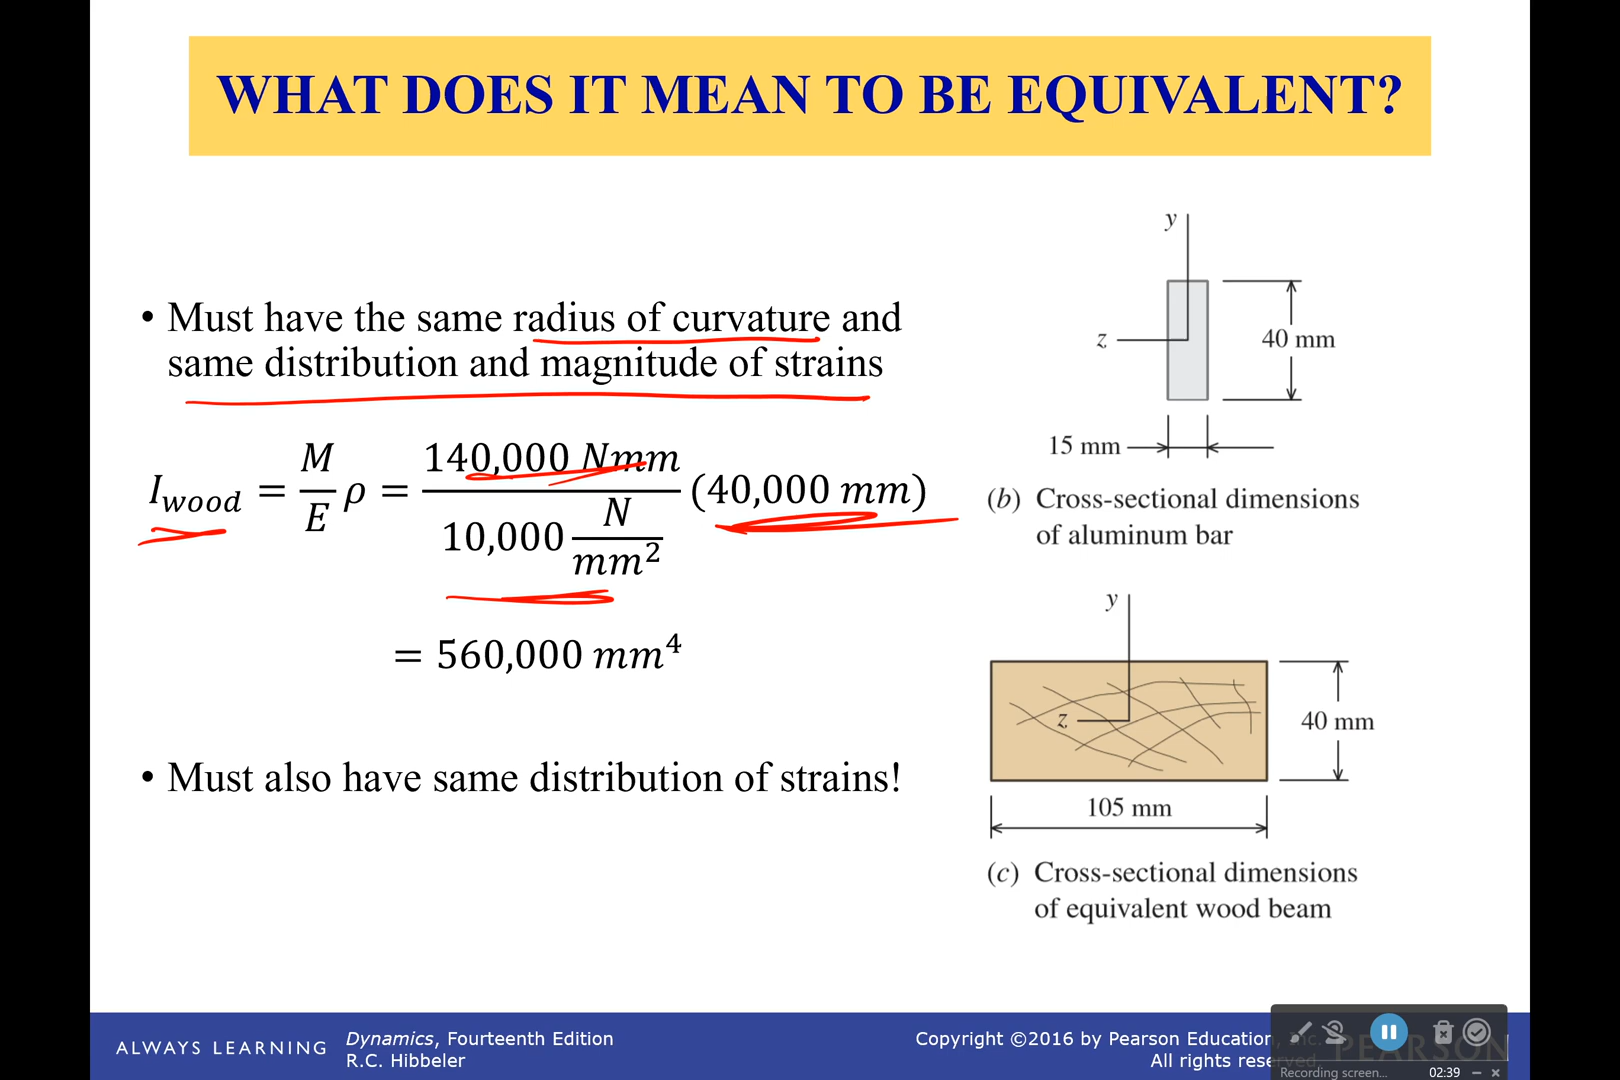 WHAT DOES IT MEAN TO BE EQUIVALENT?
• Must have the same radius of curvature and
same distribution and magnitude of strains
I_wood = M/E ρ = 140,000 Nmm / 10,000 N/mm² (40,000 mm)
= 560,000 mm⁴
• Must also have same distribution of strains!
y
z
40 mm
15 mm
(b) Cross-sectional dimensions
of aluminum bar
y
z
40 mm
105 mm
(c) Cross-sectional dimensions
of equivalent wood beam
ALWAYS LEARNING
Dynamics, Fourteenth Edition
R.C. Hibbeler
Copyright ©2016 by Pearson Education, Inc.
All rights reserved.
PEARSON
Recording screen...
02:39